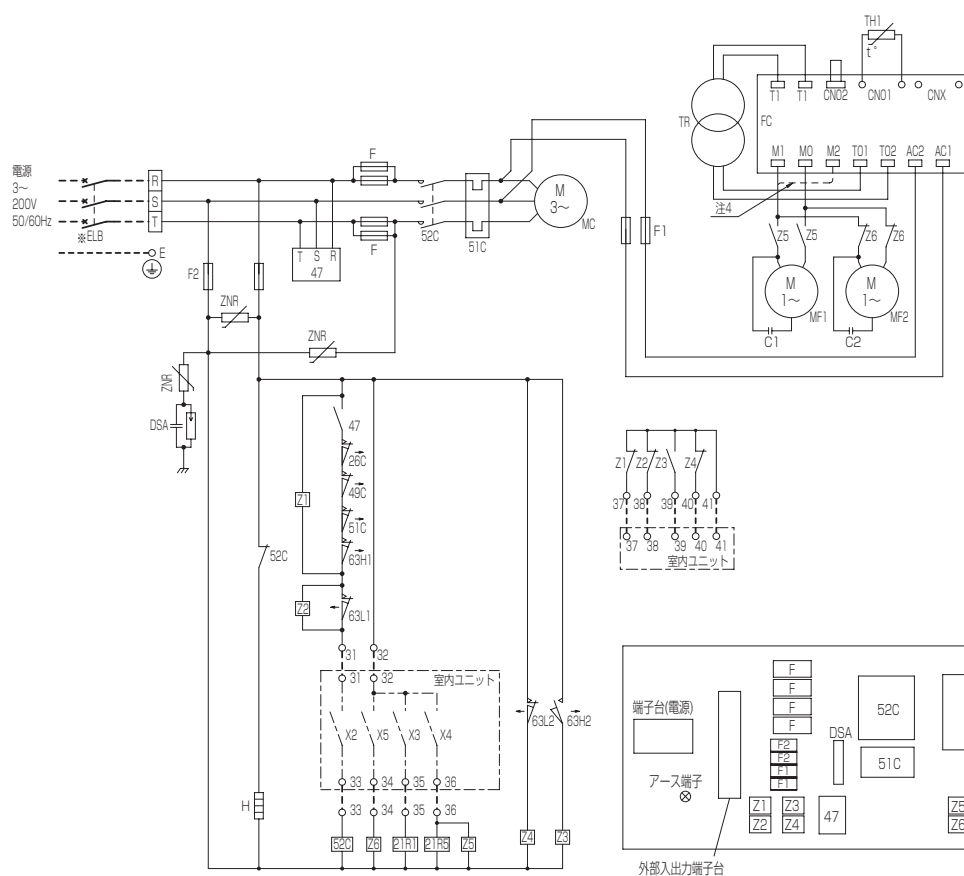 TH1
t°
T1 T1 CNO2 CNO1 CNX
TR FC
M1 M0 M2 TO1 TO2 AC2 AC1
注4
Z5 Z5 Z6 Z6
M
1～
MF1
M
1～
MF2
C1 C2
電源
3～
200V
50/60Hz
※ELB
R
S
T
E
F
F
52C
51C
M
3～
MC
F1
T S R
47
F2
ZNR
ZNR
ZNR
DSA
47
26C
49C
51C
63H1
Z1
Z2
63L1
52C
31 32
31 32
室内ユニット
X2 X5 X3 X4
33 34 35 36
33 34 35 36
H
52C Z6 21R1 21R5 Z5 Z4 Z3
63L2 63H2
Z1 Z2 Z3 Z4
37 38 39 40 41
37 38 39 40 41
室内ユニット
端子台(電源)
アース端子
F
F
F
F
F2
F2
F1
F1
DSA
52C
51C
Z1 Z3
Z2 Z4
47
Z5
Z6
外部入出力端子台